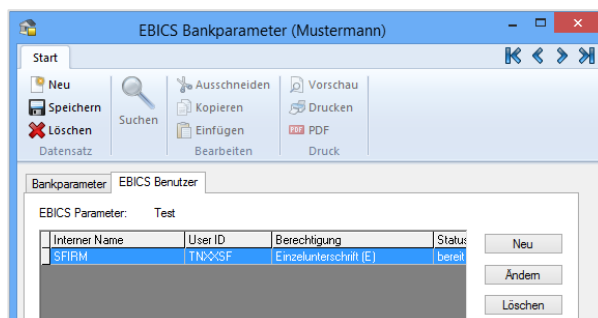 EBICS Bankparameter (Mustermann)
Start
Neu
Speichern
Löschen
Datensatz
Suchen
Ausschneiden
Kopieren
Einfügen
Bearbeiten
Vorschau
Drucken
PDF PDF
Druck
Bankparameter EBICS Benutzer
EBICS Parameter: Test
Interner Name User ID Berechtigung Status
SFIRM TNXXSF Einzelunterschrift (E) bereit
Neu
Ändern
Löschen